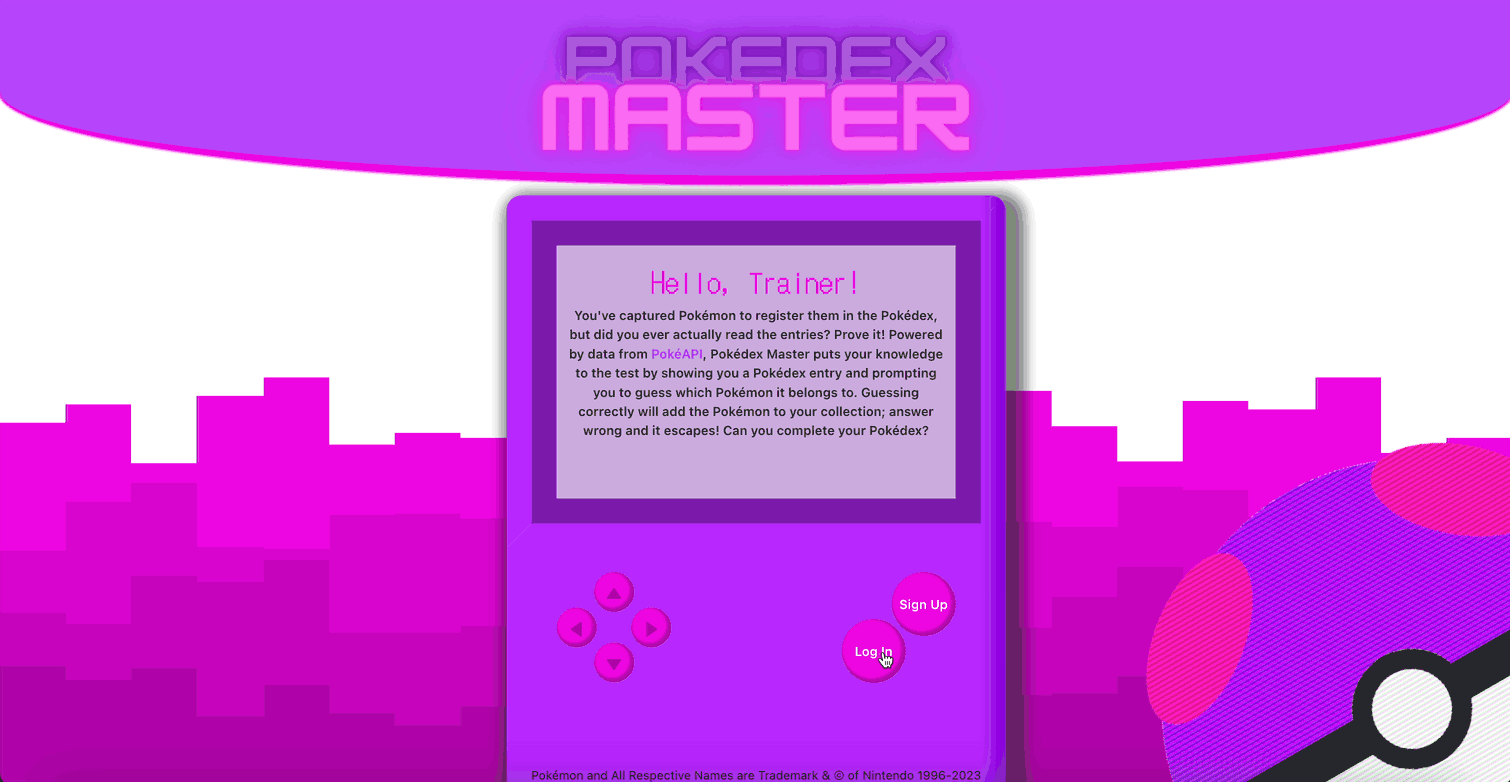 POKEDEX
MASTER
Hello, Trainer!
You've captured Pokémon to register them in the Pokédex,
but did you ever actually read the entries? Prove it! Powered
by data from PokéAPI, Pokédex Master puts your knowledge
to the test by showing you a Pokédex entry and prompting
you to guess which Pokémon it belongs to. Guessing
correctly will add the Pokémon to your collection; answer
wrong and it escapes! Can you complete your Pokédex?
Sign Up
Log In
Pokémon and All Respective Names are Trademark & © of Nintendo 1996-2023